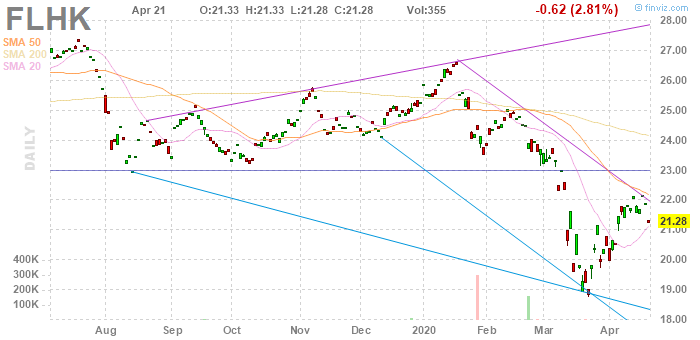 FLHK
Apr 21 O:21.33 H:21.33 L:21.28 C:21.28 Vol:355 -0.62 (2.81%)
© finviz.com
SMA 50
SMA 200
SMA 20
DAILY
28.00
27.00
26.00
25.00
24.00
23.00
22.00
21.28
21.00
20.00
19.00
18.00
400K
300K
200K
100K
Aug Sep Oct Nov Dec 2020 Feb Mar Apr